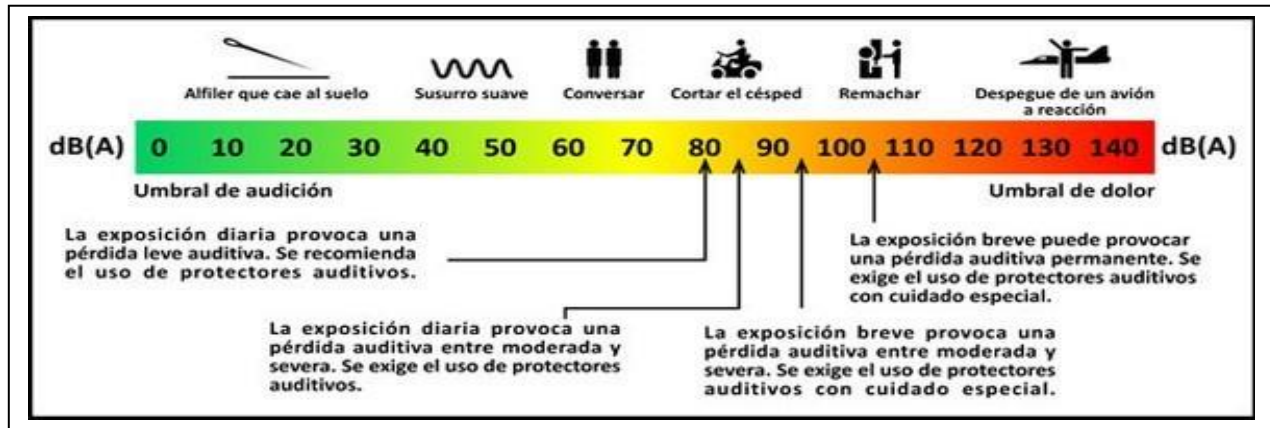 Alfiler que cae al suelo
Susurro suave
Conversar
Cortar el césped
Remachar
Despegue de un avión
a reacción
dB(A) 0 10 20 30 40 50 60 70 80 90 100 110 120 130 140 dB(A)
Umbral de audición
Umbral de dolor
La exposición diaria provoca una
pérdida leve auditiva. Se recomienda
el uso de protectores auditivos.
La exposición diaria provoca una
pérdida auditiva entre moderada y
severa. Se exige el uso de protectores
auditivos.
La exposición breve provoca una
pérdida auditiva entre moderada y
severa. Se exige el uso de protectores
auditivos con cuidado especial.
La exposición breve puede provocar
una pérdida auditiva permanente. Se
exige el uso de protectores auditivos
con cuidado especial.